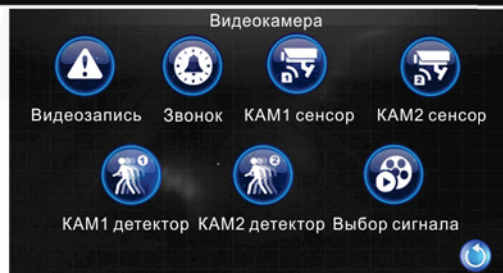 Видеокамера
Видеозапись Звонок КАМ1 сенсор КАМ2 сенсор
КАМ1 детектор КАМ2 детектор Выбор сигнала